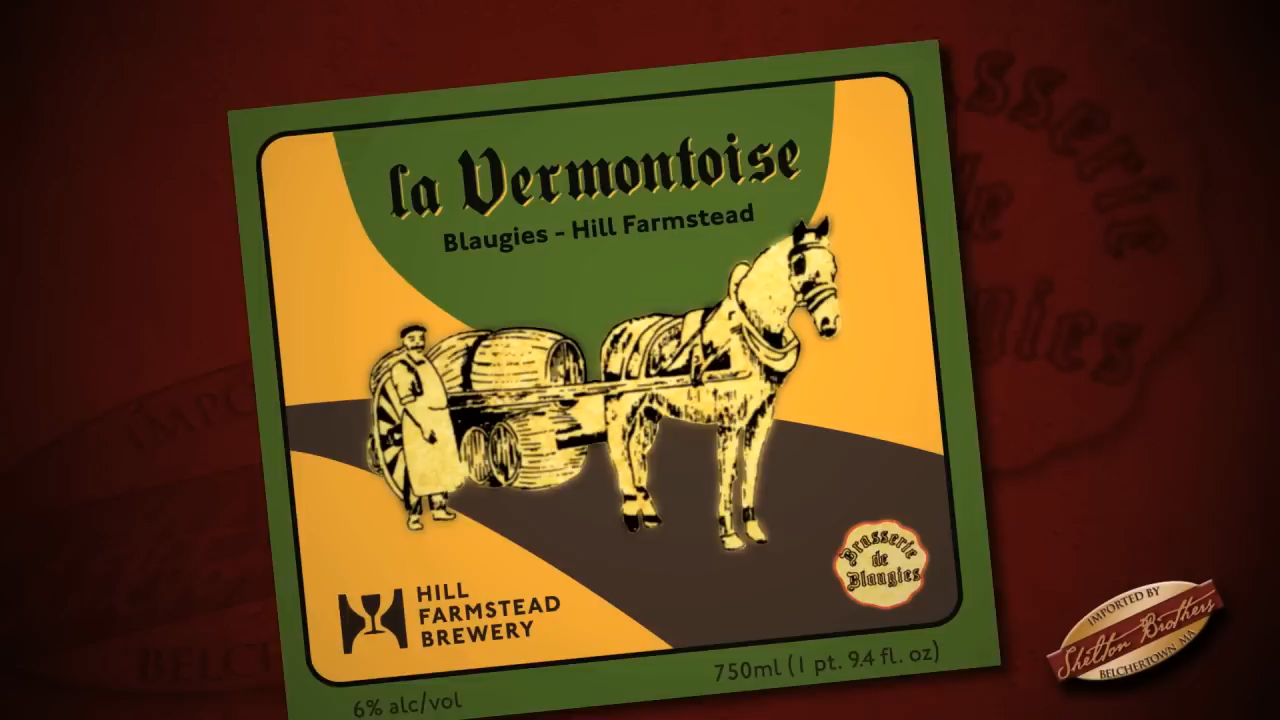 la Vermontoise
Blaugies - Hill Farmstead
HILL
FARMSTEAD
BREWERY
Brasserie
de
Blaugies
6% alc/vol
750ml (1 pt. 9.4 fl. oz)
IMPORTED BY
Shelton Brothers
BELCHERTOWN, MA